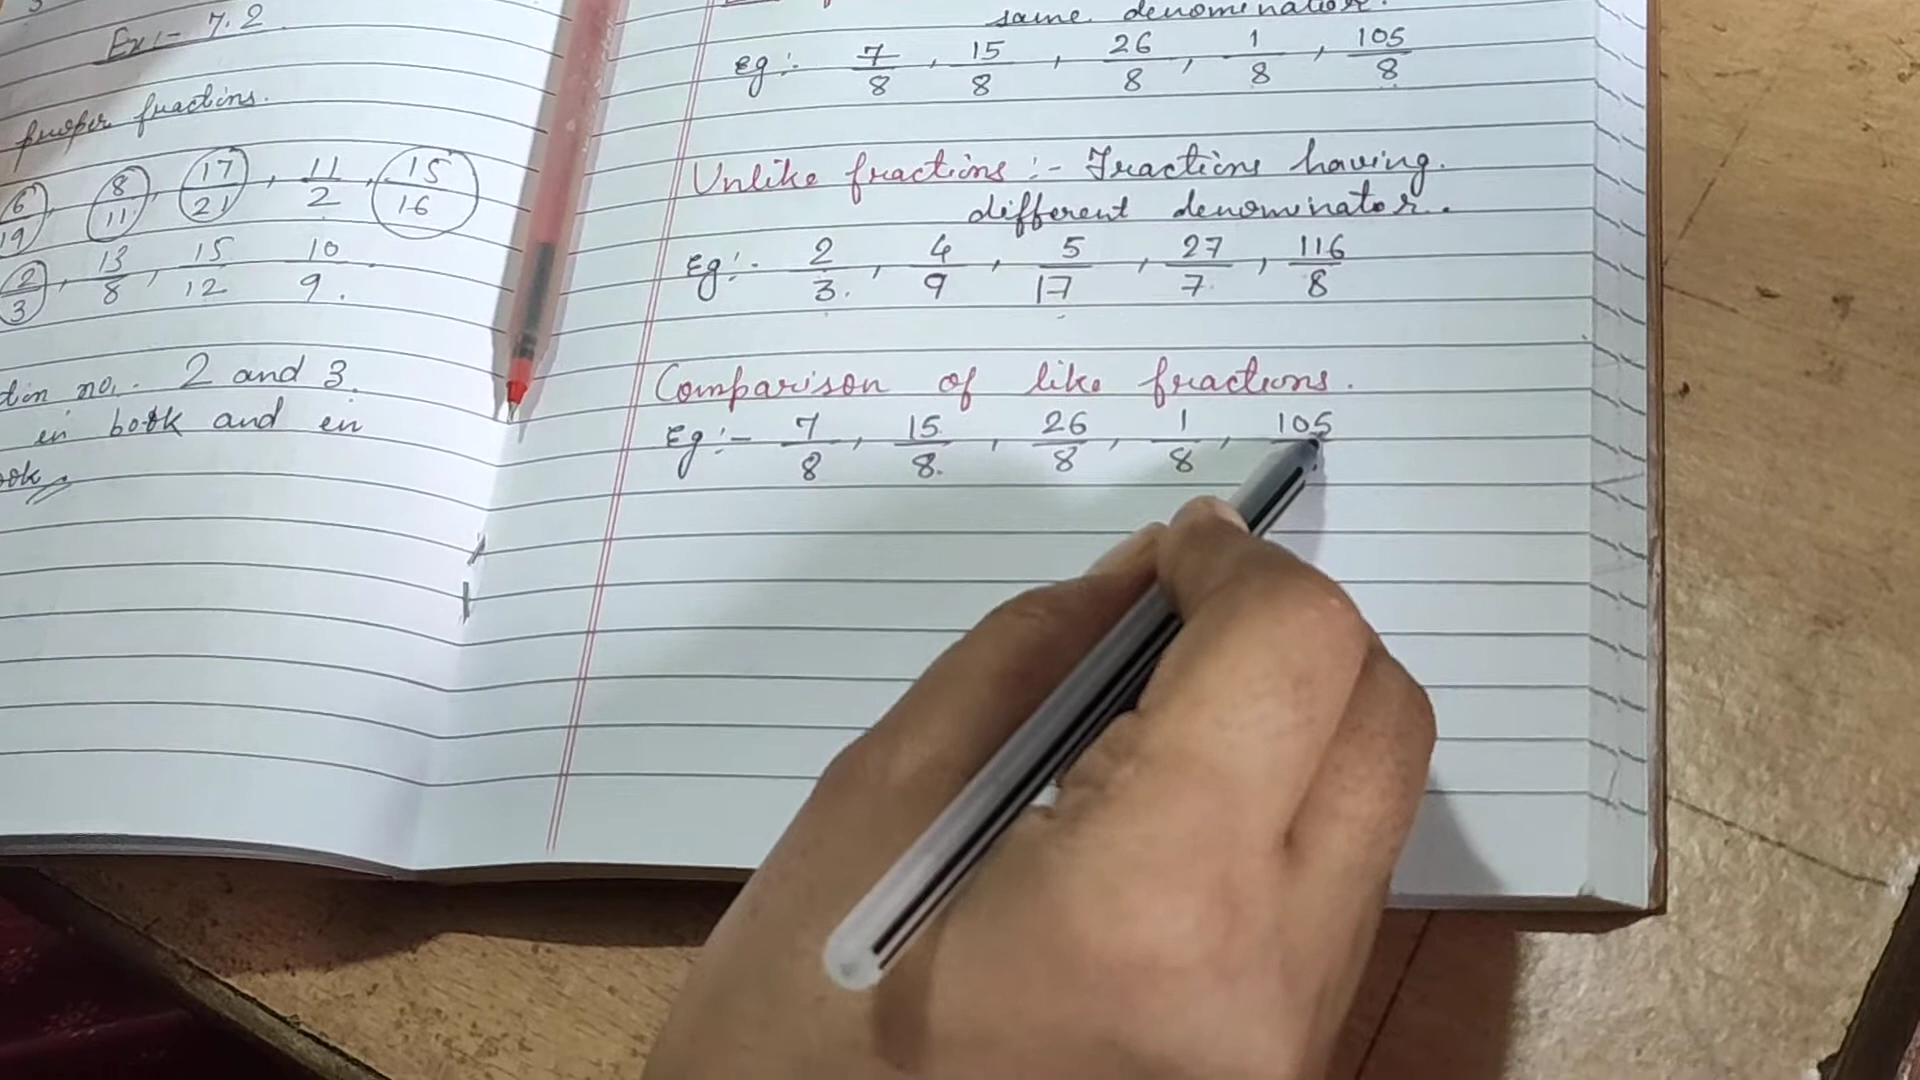 Ex:- 7.2
proper fractins.
6/19, 8/11, 17/21, 11/2, 15/16
2/3, 13/8, 15/12 10/9.
no. 2 and 3.
in book and in
same denominator.
eg:- 7/8, 15/8, 26/8, 1/8, 105/8
Unlike fractions :- Fractions having
different denominator.
Eg:- 2/3, 4/9, 5/17, 27/7, 116/8
Comparison of like fractions.
Eg:- 7/8, 15/8, 26/8, 1/8, 105